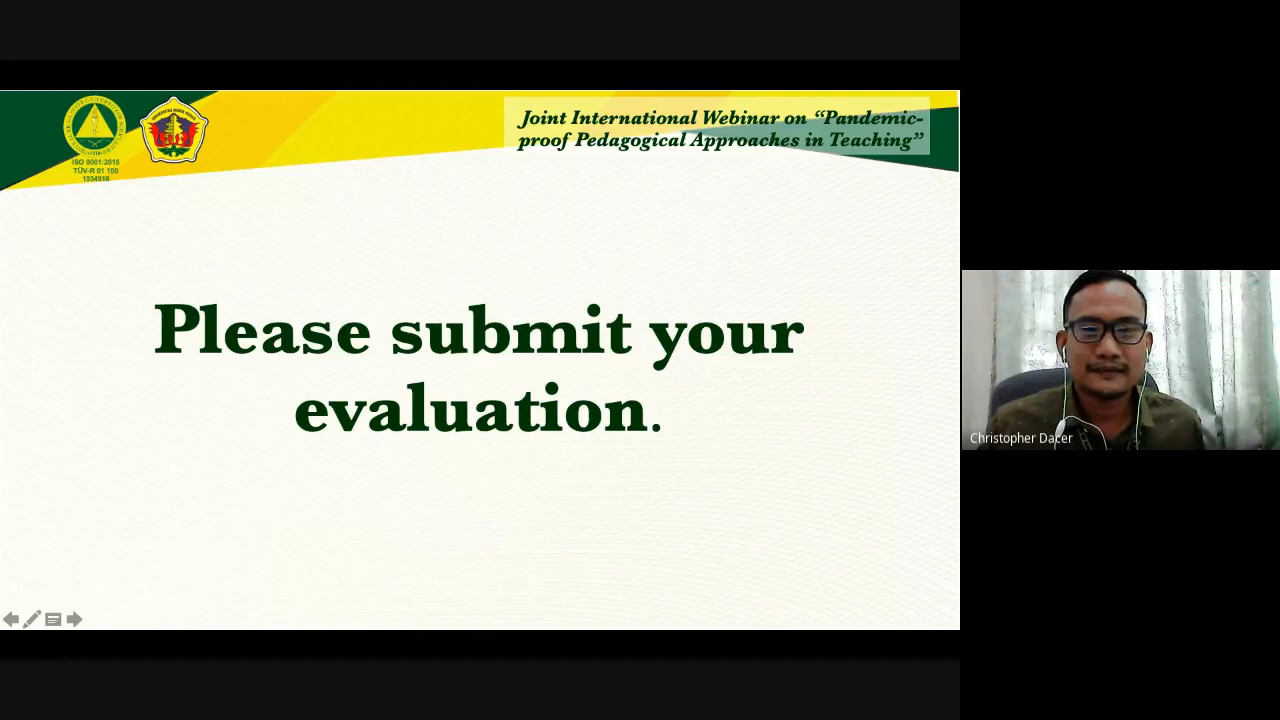 Joint International Webinar on “Pandemic-
proof Pedagogical Approaches in Teaching”
ISO 9001:2015
TÜV-R 01 100
1934918
Please submit your
evaluation.
Christopher Dacer